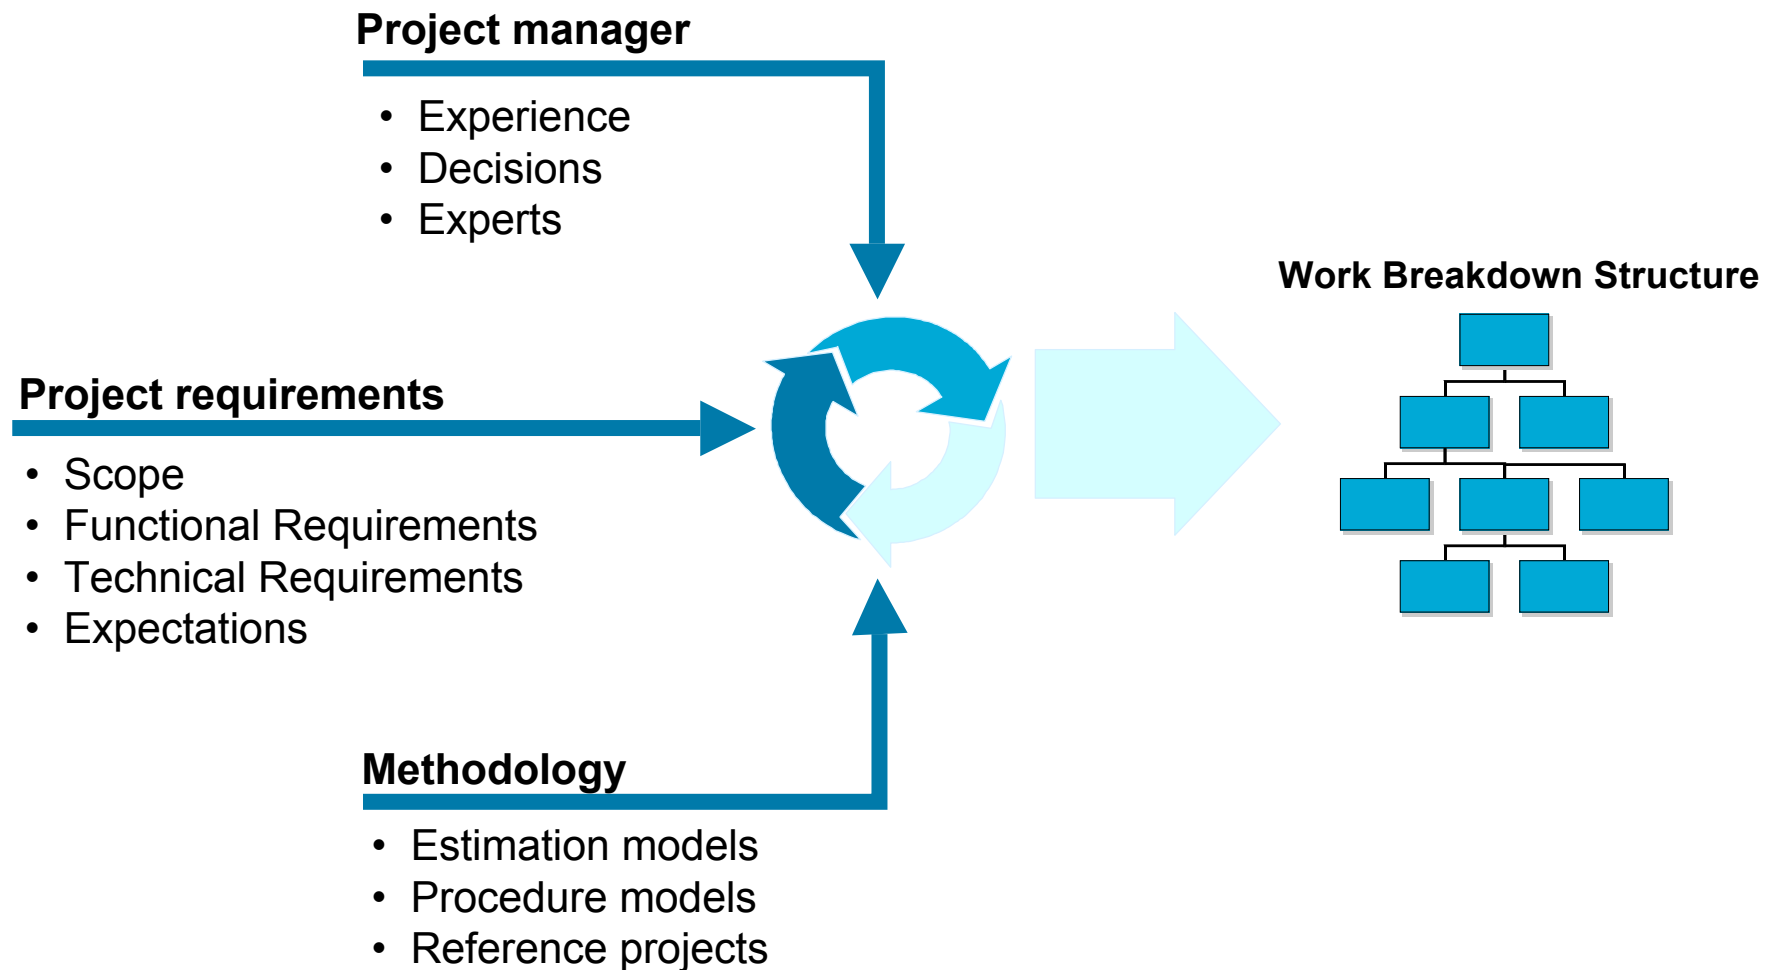 Project manager
• Experience
• Decisions
• Experts
Work Breakdown Structure
Project requirements
• Scope
• Functional Requirements
• Technical Requirements
• Expectations
Methodology
• Estimation models
• Procedure models
• Reference projects